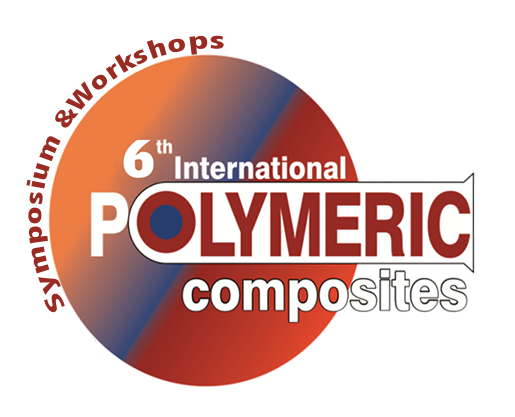 Symposium &Workshops
6th International
POLYMERIC
composites